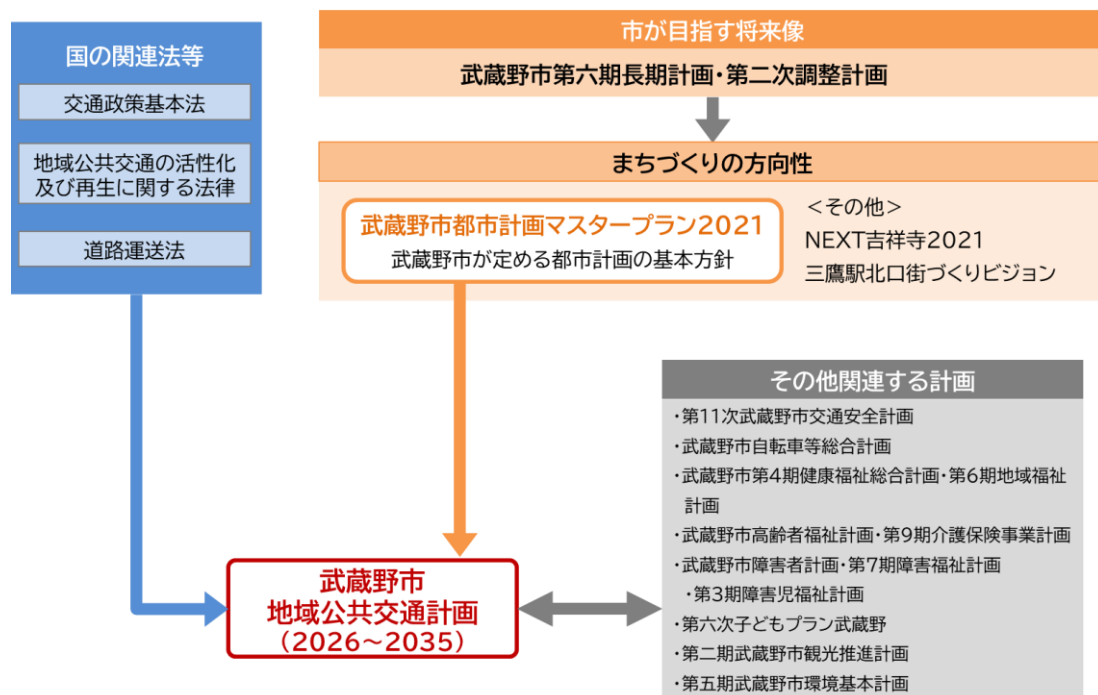 国の関連法等
交通政策基本法
地域公共交通の活性化
及び再生に関する法律
道路運送法
市が目指す将来像
武蔵野市第六期長期計画・第二次調整計画
まちづくりの方向性
武蔵野市都市計画マスタープラン2021
武蔵野市が定める都市計画の基本方針
＜その他＞
NEXT吉祥寺2021
三鷹駅北口街づくりビジョン
武蔵野市
地域公共交通計画
（2026～2035）
その他関連する計画
・第11次武蔵野市交通安全計画
・武蔵野市自転車等総合計画
・武蔵野市第4期健康福祉総合計画・第6期地域福祉
計画
・武蔵野市高齢者福祉計画・第9期介護保険事業計画
・武蔵野市障害者計画・第7期障害福祉計画
・第3期障害児福祉計画
・第六次子どもプラン武蔵野
・第二期武蔵野市観光推進計画
・第五期武蔵野市環境基本計画